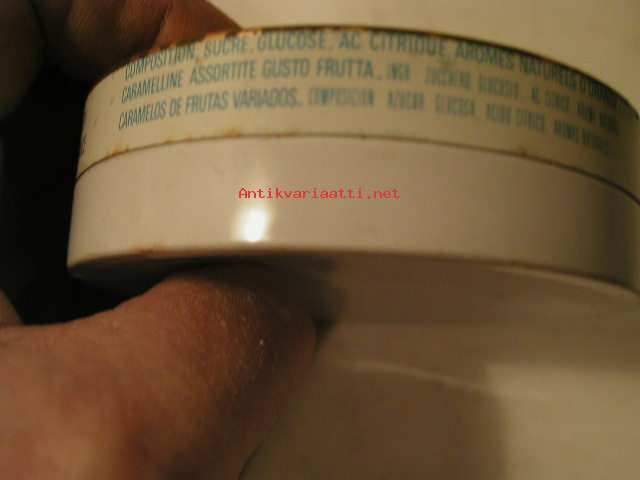 COMPOSITION, SUCRE, GLUCOSE, AC. CITRIQUE, AROMES NATURELS
CARAMELLINE ASSORTITE GUSTO FRUTTA. INGR. ZUCCHERO, GLUCOSIO, AC. CITRICO, AROMI
CARAMELOS DE FRUTAS VARIADOS. COMPOSICION AZUCAR GLUCOSA, ACIDO CITRICO, AROMAS
Antikvariaatti.net